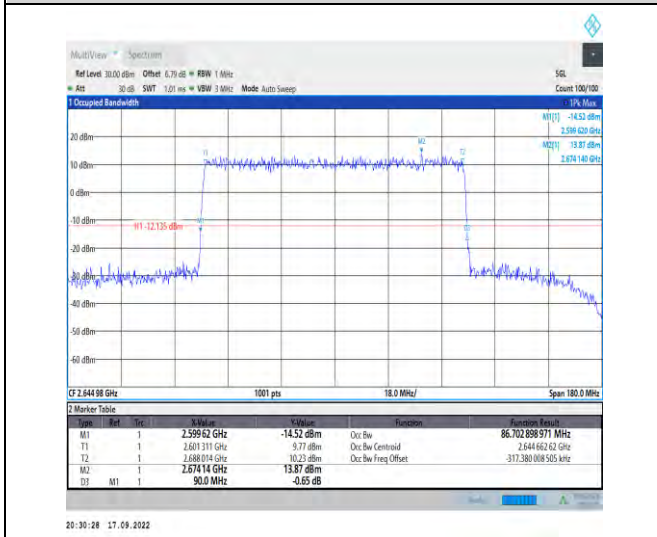 MultiView Spectrum
Ref Level 30.00 dBm Offset 6.79 dB RBW 1 MHz SGL
Att 30 dB SWT 1.01 ms VBW 3 MHz Mode Auto Sweep Count 100/100
1 Occupied Bandwidth 1Pk Max
M1[1] -14.52 dBm
2.599 620 GHz
M2[1] 13.87 dBm
2.674 140 GHz
20 dBm
M2
T1 T2
10 dBm
0 dBm
-10 dBm
M1
H1 -12.135 dBm
D3
-20 dBm
-30 dBm
-40 dBm
-50 dBm
-60 dBm
CF 2.644 98 GHz 1001 pts 18.0 MHz/ Span 180.0 MHz
2 Marker Table
Type Ref Trc X-Value Y-Value Function Function Result
M1 1 2.599 62 GHz -14.52 dBm Occ Bw 86.702 898 971 MHz
T1 1 2.601 311 GHz 9.77 dBm Occ Bw Centroid 2.644 662 62 GHz
T2 1 2.688 014 GHz 10.23 dBm Occ Bw Freq Offset -317.380 008 505 kHz
M2 1 2.674 14 GHz 13.87 dBm
D3 M1 1 90.0 MHz -0.65 dB
20:30:28 17.09.2022